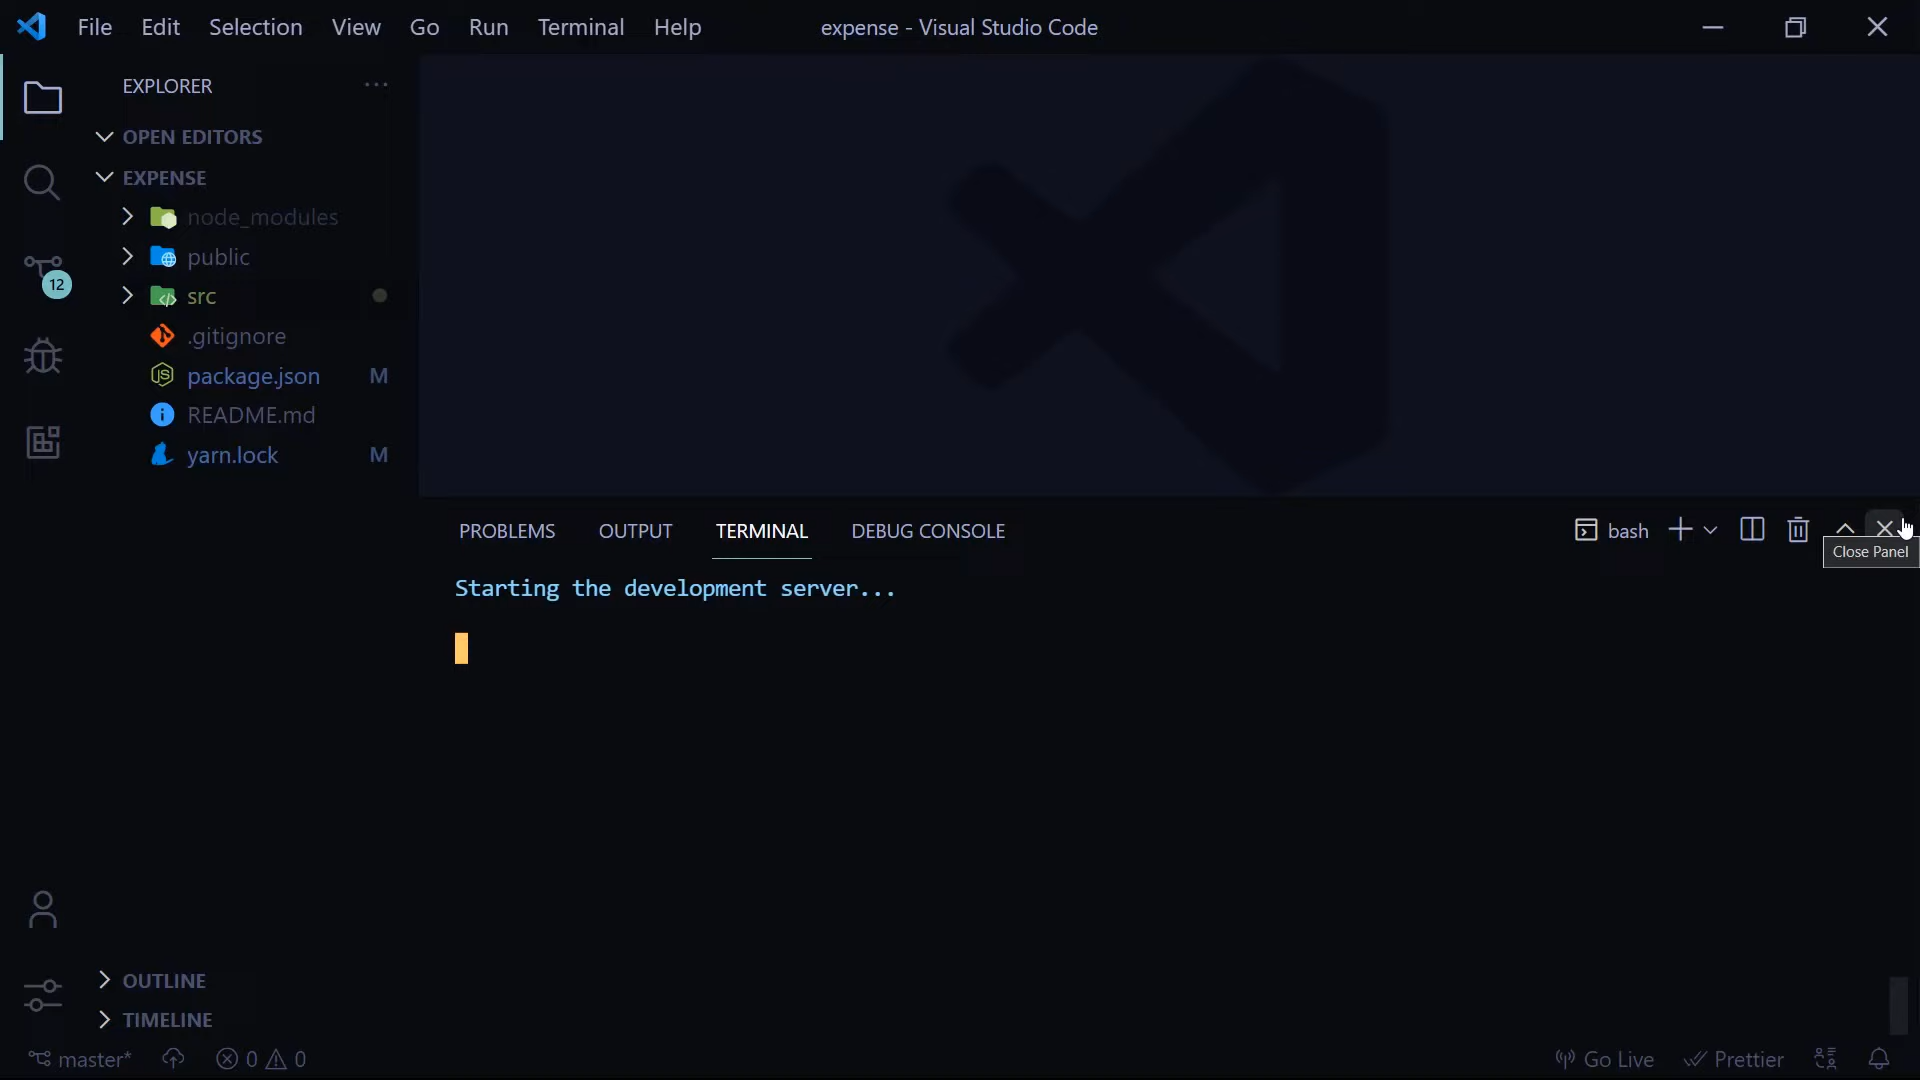 File Edit Selection View Go Run Terminal Help expense - Visual Studio Code
EXPLORER
OPEN EDITORS
EXPENSE
node_modules
public
12
src
.gitignore
package.json M
README.md
yarn.lock M
PROBLEMS OUTPUT TERMINAL DEBUG CONSOLE bash
Close Panel
Starting the development server...
OUTLINE
TIMELINE
master* 0 0 Go Live Prettier